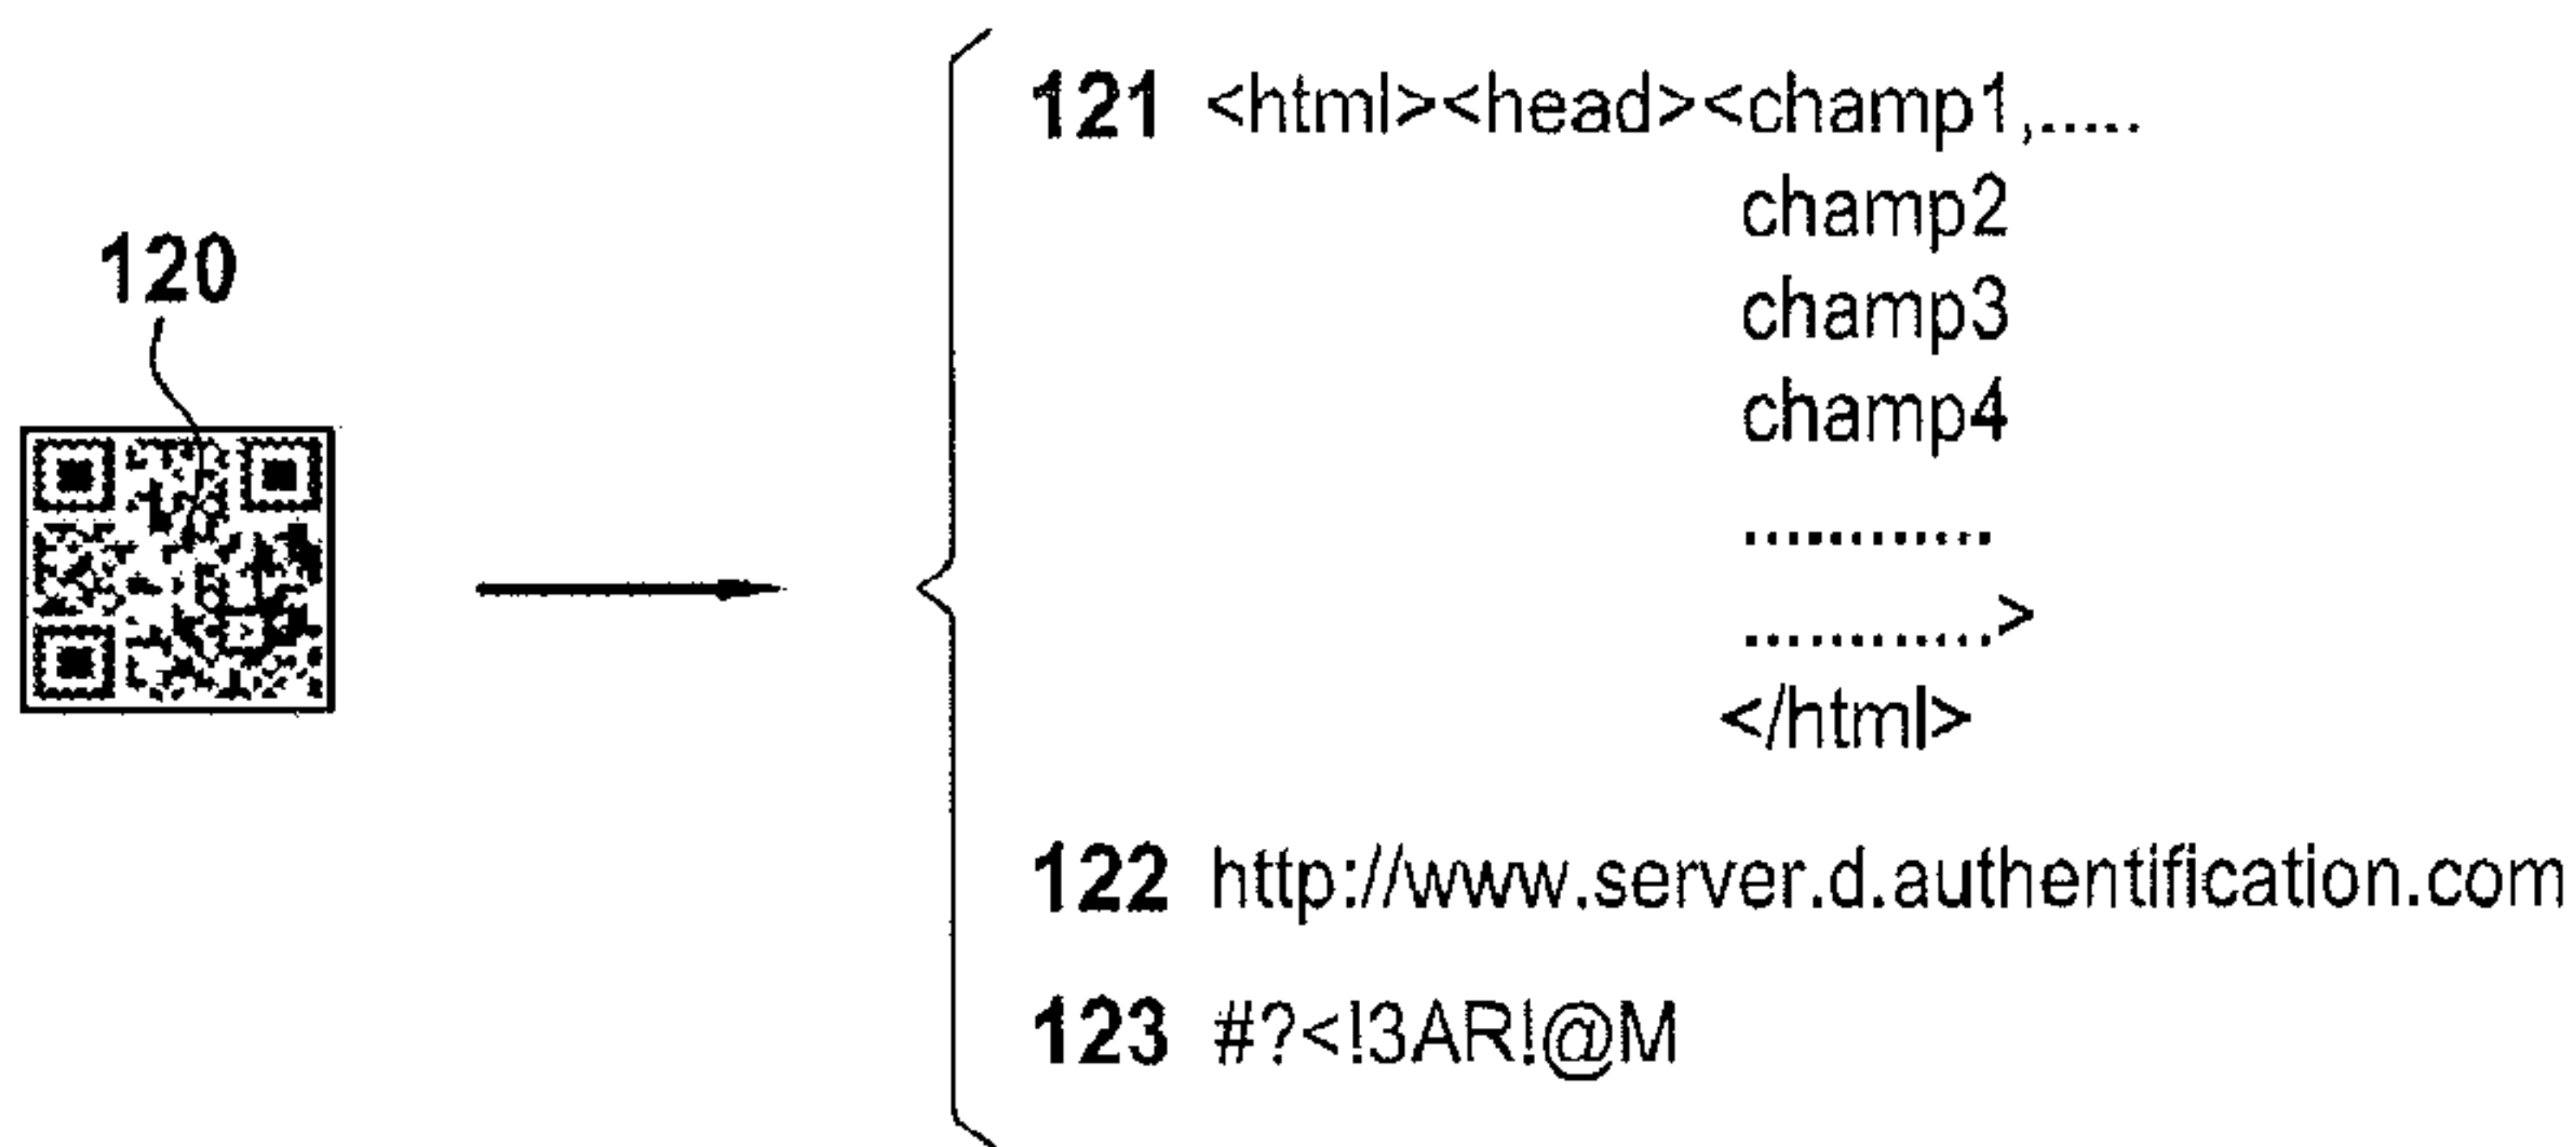 120
121 <html><head><champ1,.....
champ2
champ3
champ4
............
............>
</html>
122 http://www.server.d.authentification.com
123 #?<!3AR!@M